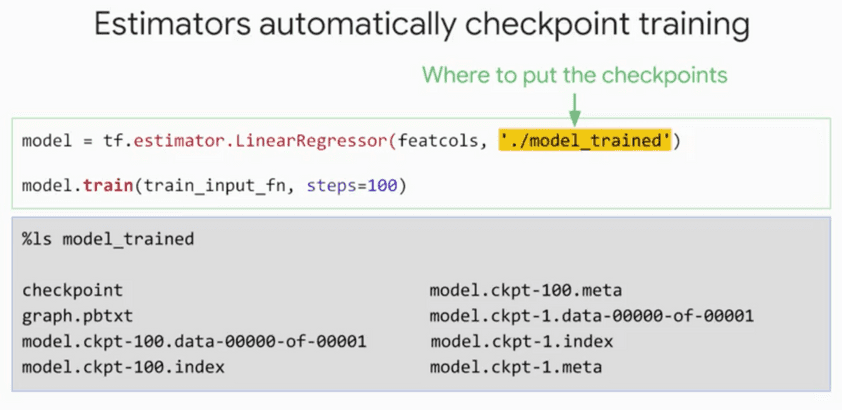 Estimators automatically checkpoint training
Where to put the checkpoints
model = tf.estimator.LinearRegressor(featcols, './model_trained')
model.train(train_input_fn, steps=100)
%ls model_trained
checkpoint
graph.pbtxt
model.ckpt-100.data-00000-of-00001
model.ckpt-100.index
model.ckpt-100.meta
model.ckpt-1.data-00000-of-00001
model.ckpt-1.index
model.ckpt-1.meta